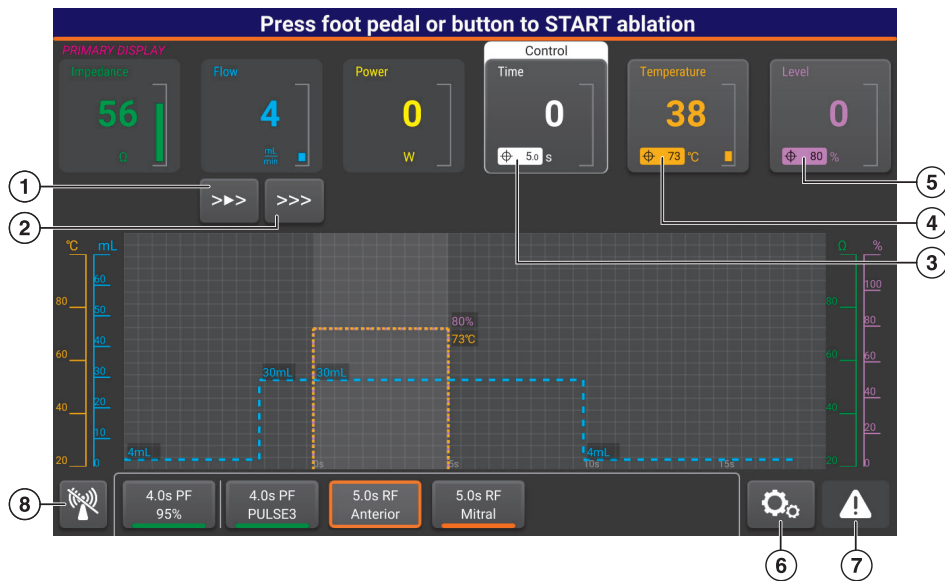 Press foot pedal or button to START ablation
PRIMARY DISPLAY
Control
Impedance
Flow
Power
Time
Temperature
Level
56
4
0
0
38
0
Ω
mL
min
W
5.0 s
73 °C
80 %
1
2
3
4
5
>▶>
>>>
°C
mL
Ω
%
60
100
80
50
80
80
80%
40
73°C
60
60
60
30
30mL
30mL
40
20
40
40
10
20
4mL
4mL
20
0
0s
5s
10s
15s
20
0
8
4.0s PF
95%
4.0s PF
PULSE3
5.0s RF
Anterior
5.0s RF
Mitral
6
7